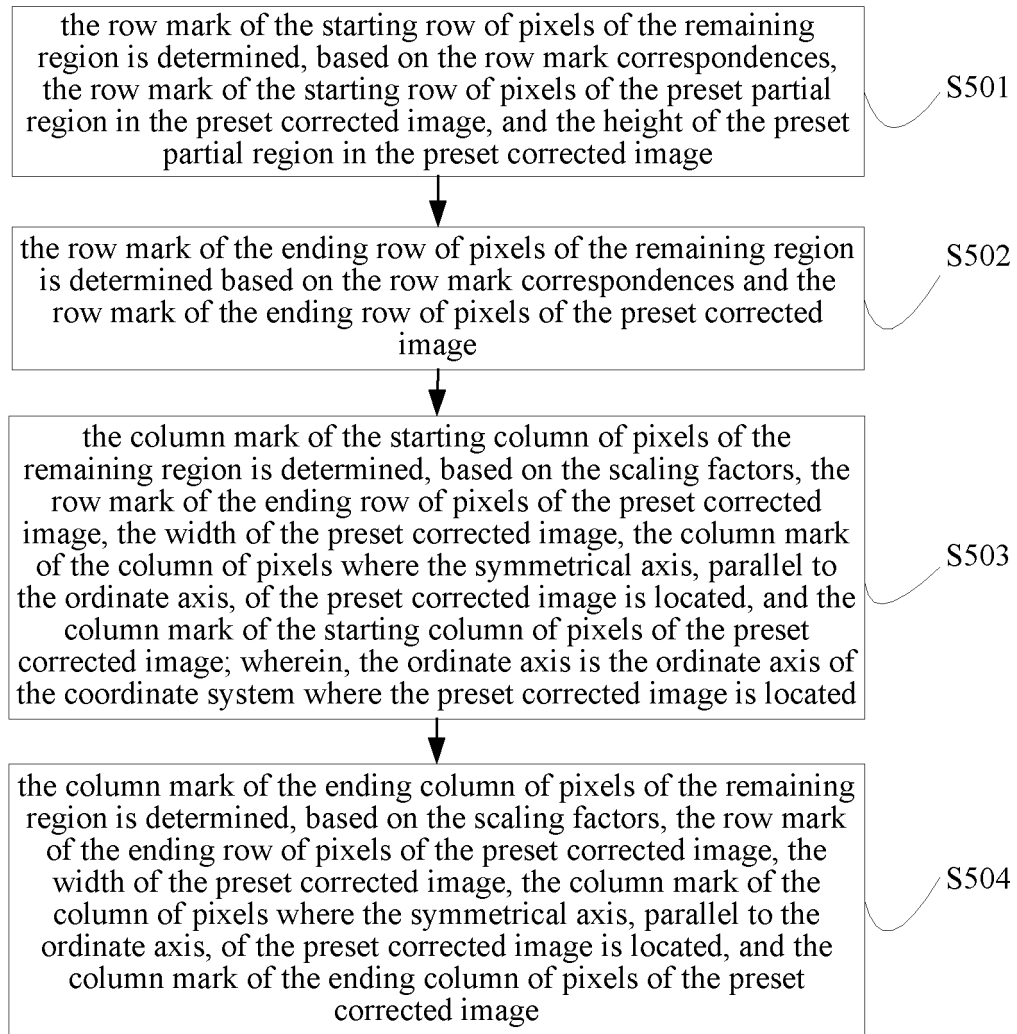 the row mark of the starting row of pixels of the remaining
region is determined, based on the row mark correspondences,
the row mark of the starting row of pixels of the preset partial
region in the preset corrected image, and the height of the preset
partial region in the preset corrected image
S501
the row mark of the ending row of pixels of the remaining region
is determined based on the row mark correspondences and the
row mark of the ending row of pixels of the preset corrected
image
S502
the column mark of the starting column of pixels of the
remaining region is determined, based on the scaling factors, the
row mark of the ending row of pixels of the preset corrected
image, the width of the preset corrected image, the column mark
of the column of pixels where the symmetrical axis, parallel to
the ordinate axis, of the preset corrected image is located, and the
column mark of the starting column of pixels of the preset
corrected image; wherein, the ordinate axis is the ordinate axis of
the coordinate system where the preset corrected image is located
S503
the column mark of the ending column of pixels of the remaining
region is determined, based on the scaling factors, the row mark
of the ending row of pixels of the preset corrected image, the
width of the preset corrected image, the column mark of the
column of pixels where the symmetrical axis, parallel to the
ordinate axis, of the preset corrected image is located, and the
column mark of the ending column of pixels of the preset
corrected image
S504